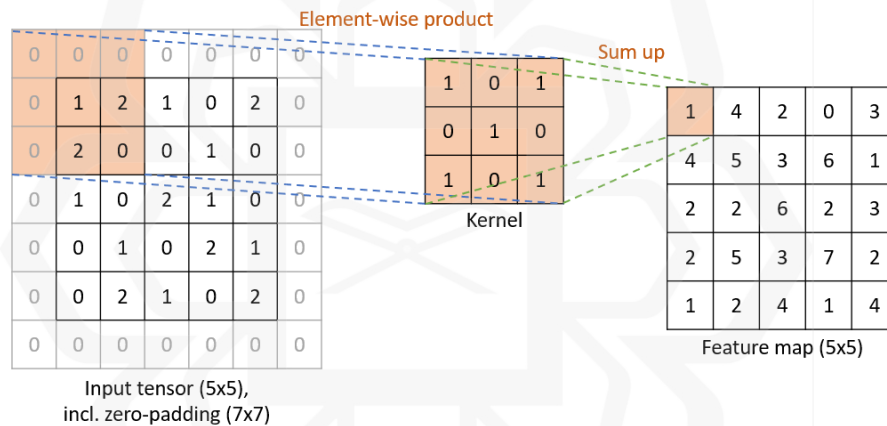 Element-wise product
Sum up
0 0 0 0 0 0 0
0 1 2 1 0 2 0
0 2 0 0 1 0 0
0 1 0 2 1 0 0
0 0 1 0 2 1 0
0 0 2 1 0 2 0
0 0 0 0 0 0 0
Input tensor (5x5),
incl. zero-padding (7x7)
1 0 1
0 1 0
1 0 1
Kernel
1 4 2 0 3
4 5 3 6 1
2 2 6 2 3
2 5 3 7 2
1 2 4 1 4
Feature map (5x5)